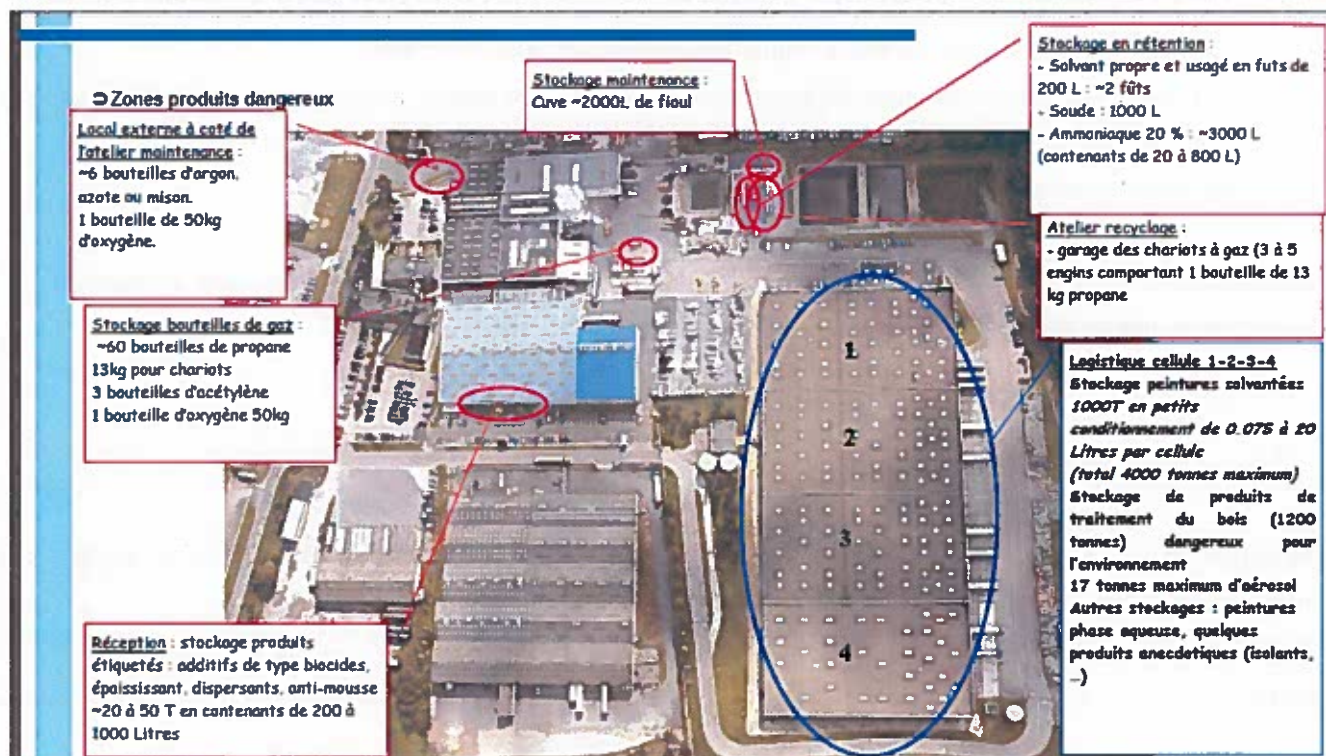 ⊃ Zones produits dangereux
Local externe à coté de
l'atelier maintenance :
~6 bouteilles d'argon,
azote ou mison.
1 bouteille de 50kg
d'oxygène.
Stockage maintenance :
Cuve ~2000L de fioul
Stockage en rétention :
- Solvant propre et usagé en futs de
200 L : ~2 fûts
- Soude : 1000 L
- Ammoniaque 20 % : ~3000 L
(contenants de 20 à 800 L)
Atelier recyclage :
- garage des chariots à gaz (3 à 5
engins comportant 1 bouteille de 13
kg propane
Stockage bouteilles de gaz :
~60 bouteilles de propane
13kg pour chariots
3 bouteilles d'acétylène
1 bouteille d'oxygène 50kg
Logistique cellule 1-2-3-4
Stockage peintures solvantées
1000T en petits
conditionnement de 0.075 à 20
Litres par cellule
(total 4000 tonnes maximum)
Stockage de produits de
traitement du bois (1200
tonnes) dangereux pour
l'environnement
17 tonnes maximum d'aérosol
Autres stockages : peintures
phase aqueuse, quelques
produits anecdotiques (isolants,
...)
Réception : stockage produits
étiquetés : additifs de type biocides,
épaississant, dispersants, anti-mousse
~20 à 50 T en contenants de 200 à
1000 Litres
1
2
3
4